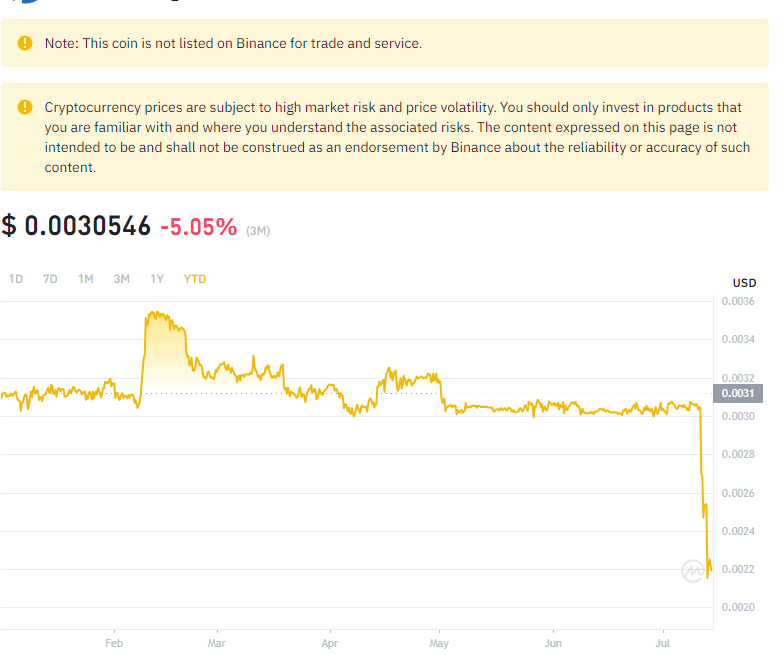 Note: This coin is not listed on Binance for trade and service.
Cryptocurrency prices are subject to high market risk and price volatility. You should only invest in products that
you are familiar with and where you understand the associated risks. The content expressed on this page is not
intended to be and shall not be construed as an endorsement by Binance about the reliability or accuracy of such
content.
$ 0.0030546 -5.05% (3M)
1D 7D 1M 3M 1Y YTD
USD
0.0036
0.0034
0.0032
0.0031
0.0030
0.0028
0.0026
0.0024
0.0022
0.0020
Feb Mar Apr May Jun Jul